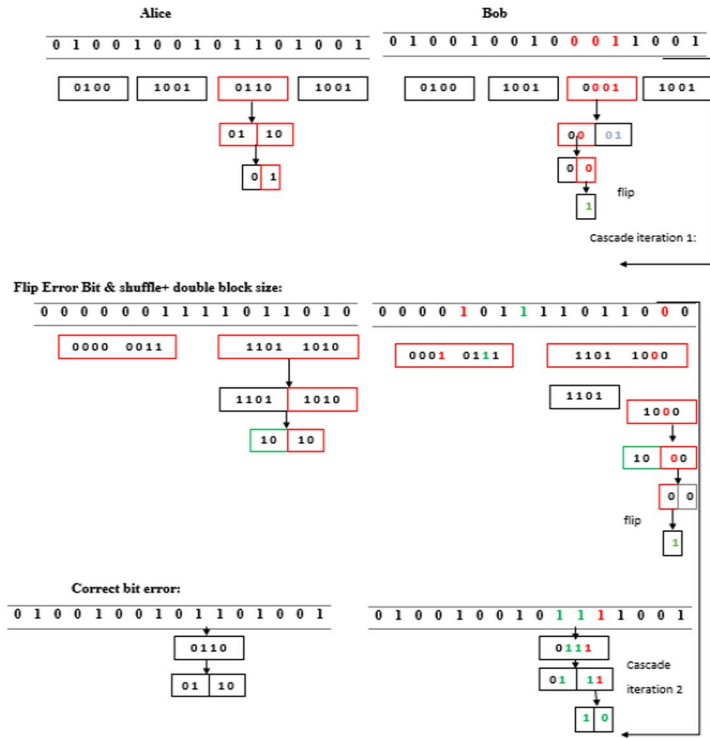 Alice Bob
0 1 0 0 1 0 0 1 0 1 1 0 1 0 0 1
0 1 0 0 1 0 0 1 0 0 0 1 1 0 0 1
0100 1001 0110 1001
0100 1001 0001 1001
01 10
00 01
0 1
0 0
flip
1
Cascade iteration 1:
Flip Error Bit & shuffle+ double block size:
0 0 0 0 0 0 1 1 1 1 0 1 1 0 1 0
0 0 0 0 1 0 1 1 1 1 0 1 1 0 0 0
0000 0011 1101 1010
0001 0111 1101 1000
1101 1010
1101
1000
10 10
10 00
0 0
flip
1
Correct bit error:
0 1 0 0 1 0 0 1 0 1 1 0 1 0 0 1
0 1 0 0 1 0 0 1 0 1 1 1 1 0 0 1
0110
0111
01 10
01 11
Cascade
iteration 2
1 0